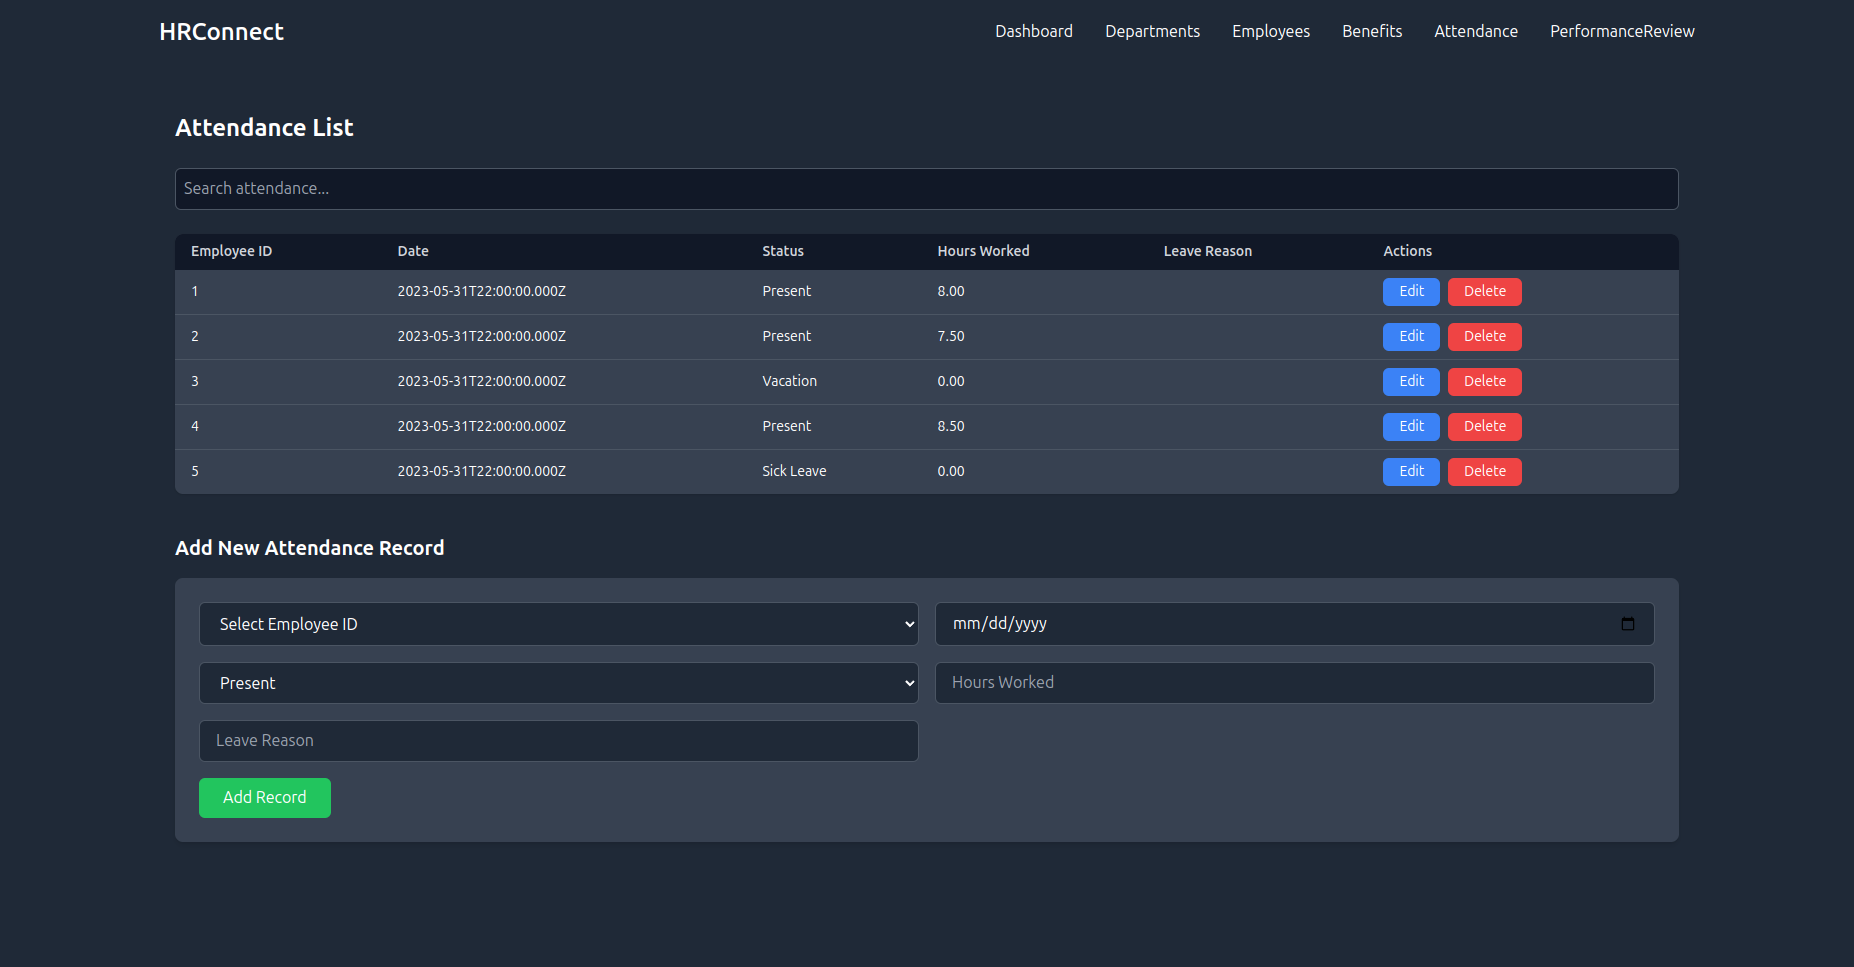 HRConnect Dashboard Departments Employees Benefits Attendance PerformanceReview
Attendance List
Search attendance...
Employee ID Date Status Hours Worked Leave Reason Actions
1 2023-05-31T22:00:00.000Z Present 8.00 Edit Delete
2 2023-05-31T22:00:00.000Z Present 7.50 Edit Delete
3 2023-05-31T22:00:00.000Z Vacation 0.00 Edit Delete
4 2023-05-31T22:00:00.000Z Present 8.50 Edit Delete
5 2023-05-31T22:00:00.000Z Sick Leave 0.00 Edit Delete
Add New Attendance Record
Select Employee ID mm/dd/yyyy
Present Hours Worked
Leave Reason
Add Record